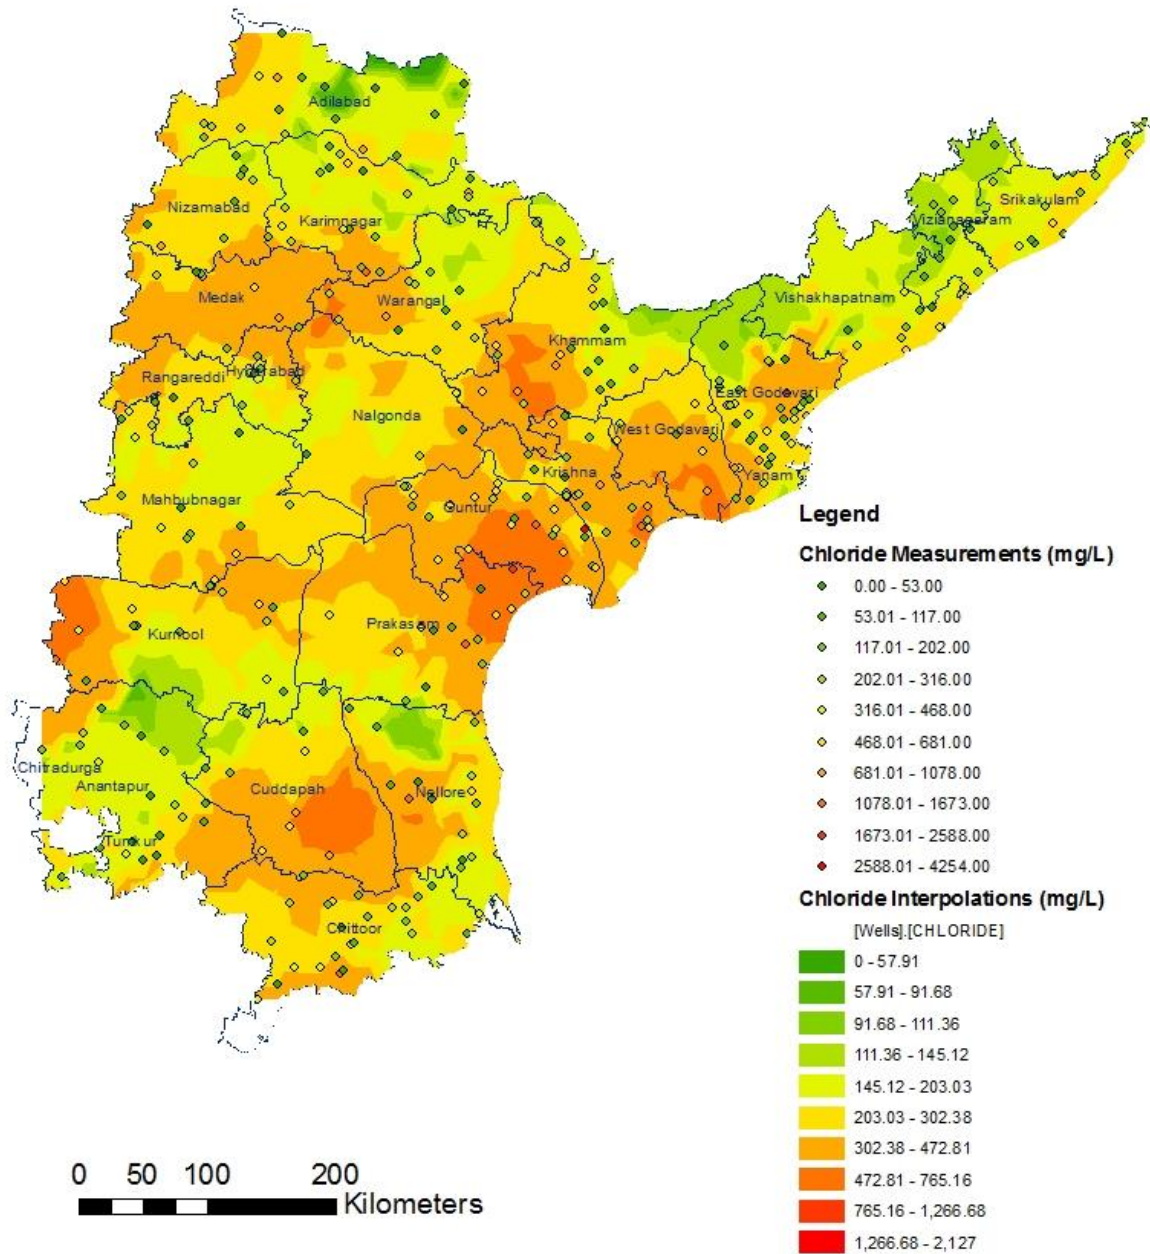 Adilabad
Nizamabad
Karimnagar
Srikakulam
Vizianagaram
Medak
Warangal
Vishakhapatnam
Khammam
Rangareddi
Hyderabad
East Godavari
Nalgonda
West Godavari
Krishna
Yanam
Mahbubnagar
Guntur
Prakasam
Kurnool
Chitradurga
Anantapur
Cuddapah
Nellore
Tumkur
Chittoor
Legend
Chloride Measurements (mg/L)
0.00 - 53.00
53.01 - 117.00
117.01 - 202.00
202.01 - 316.00
316.01 - 468.00
468.01 - 681.00
681.01 - 1078.00
1078.01 - 1673.00
1673.01 - 2588.00
2588.01 - 4254.00
Chloride Interpolations (mg/L)
[Wells].[CHLORIDE]
0 - 57.91
57.91 - 91.68
91.68 - 111.36
111.36 - 145.12
145.12 - 203.03
203.03 - 302.38
302.38 - 472.81
472.81 - 765.16
765.16 - 1,266.68
1,266.68 - 2,127
0 50 100 200
Kilometers